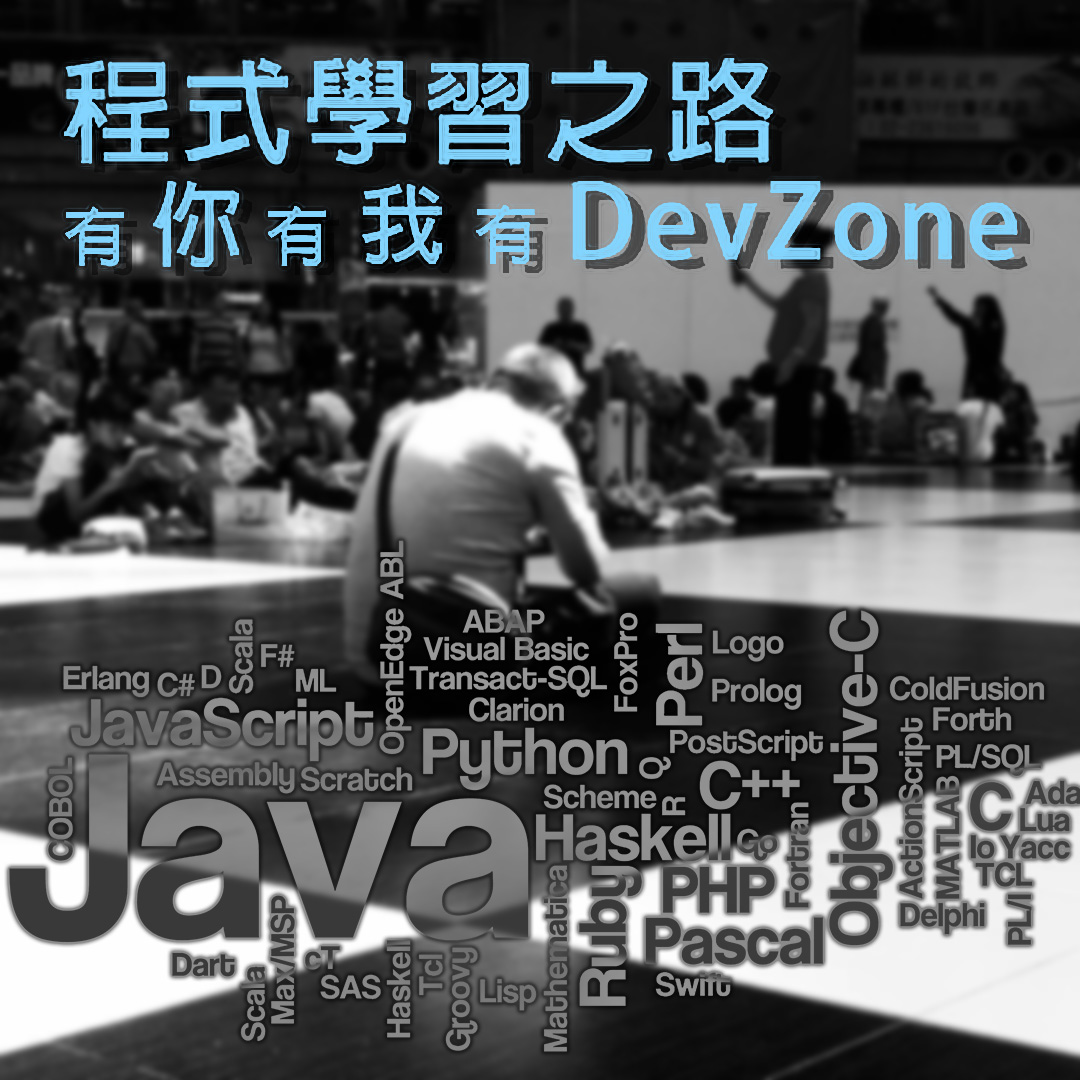 程式學習之路
有你有我有DevZone
OpenEdge ABL
ABAP
Visual Basic
FoxPro
Perl
Logo
Objective-C
Scala
F#
Erlang
C#
D
ML
Transact-SQL
Prolog
ColdFusion
JavaScript
Clarion
Forth
Python
PostScript
ActionScript
PL/SQL
COBOL
Assembly
Scratch
Q
C++
MATLAB
C
Ada
Java
Scheme
R
Fortran
Lua
Haskell
Go
Io
Yacc
Mathematica
Ruby
PHP
TCL
PL/I
F
Delphi
Pascal
Dart
Max/MSP
CT
Scala
SAS
Haskell
Tcl
Groovy
Lisp
Swift